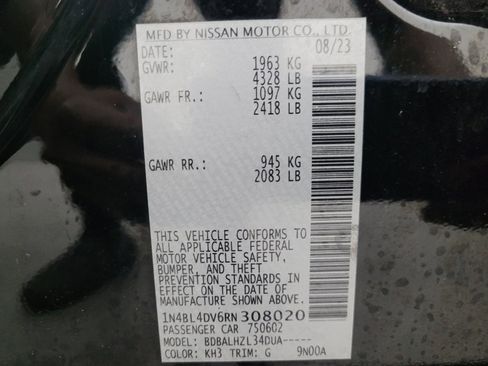 MFD BY NISSAN MOTOR CO., LTD.
DATE: 08/23
GVWR: 1963 KG
4328 LB
GAWR FR.: 1097 KG
2418 LB
GAWR RR.: 945 KG
2083 LB
THIS VEHICLE CONFORMS TO
ALL APPLICABLE FEDERAL
MOTOR VEHICLE SAFETY,
BUMPER, AND THEFT
PREVENTION STANDARDS IN
EFFECT ON THE DATE OF
MANUFACTURE SHOWN ABOVE.
1N4BL4DV6RN308020
PASSENGER CAR 750602
MODEL: BDBALHZL34DUA-----
COLOR: KH3 TRIM: G 9N00A